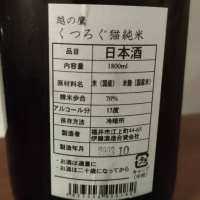 越の鷹
くつろぐ猫純米
品目 日本酒
内容量 1800ml
原材料名 米(国産) 米麹(国産米)
精米歩合 70%
アルコール分 15度
保存方法 冷暗所
製造者 福井市江上町44-65
伊藤酒造合資会社
製造年月 10
・お酒は適量に
・お酒は二十歳になってから